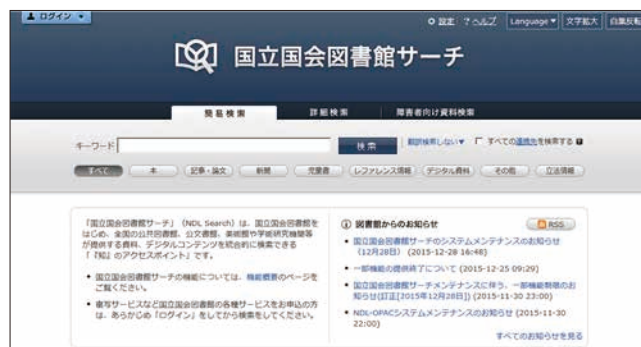 ログイン
設定 ? ヘルプ Language▼ 文字拡大 白黒反転
国立国会図書館サーチ
簡易検索 詳細検索 障害者向け資料検索
キーワード 検索 翻訳検索しない▼ すべての連携先を検索する
すべて 本 記事・論文 新聞 児童書 レファレンス情報 デジタル資料 その他 立法情報
「国立国会図書館サーチ」（NDL Search）は、国立国会図書館を
はじめ、全国の公共図書館、公文書館、美術館や学術研究機関等
が提供する資料、デジタルコンテンツを統合的に検索できる
「『知』のアクセスポイント」です。
• 国立国会図書館サーチの機能については、機能概要のページを
ご覧ください。
• 複写サービスなど国立国会図書館の各種サービスをお申込の方
は、あらかじめ「ログイン」をしてから検索をしてください。
図書館からのお知らせ RSS
• 国立国会図書館サーチのシステムメンテナンスのお知らせ
（12月28日） (2015-12-28 16:48)
• 一部機能の提供終了について (2015-12-25 09:29)
• 国立国会図書館サーチメンテナンスに伴う、一部機能制限のお
知らせ(訂正[2015年12月28日]) (2015-11-30 23:00)
• NDL-OPACシステムメンテナンスのお知らせ (2015-11-30
22:00)
すべてのお知らせを見る